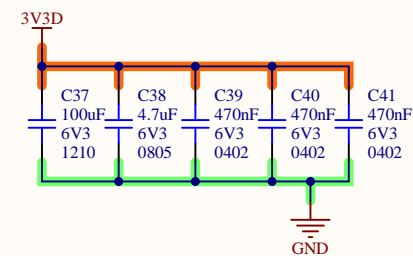 3V3D
C37
100uF
6V3
1210
C38
4.7uF
6V3
0805
C39
470nF
6V3
0402
C40
470nF
6V3
0402
C41
470nF
6V3
0402
GND